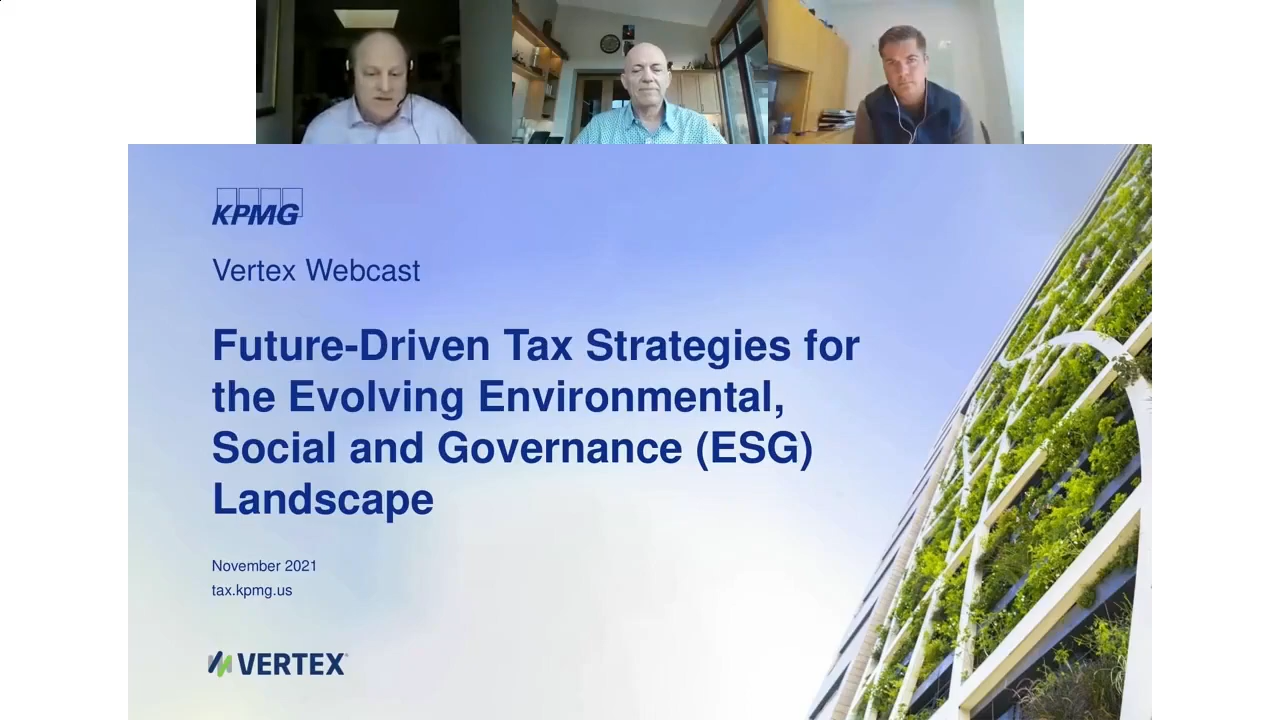 KPMG
Vertex Webcast
Future-Driven Tax Strategies for
the Evolving Environmental,
Social and Governance (ESG)
Landscape
November 2021
tax.kpmg.us
VERTEX